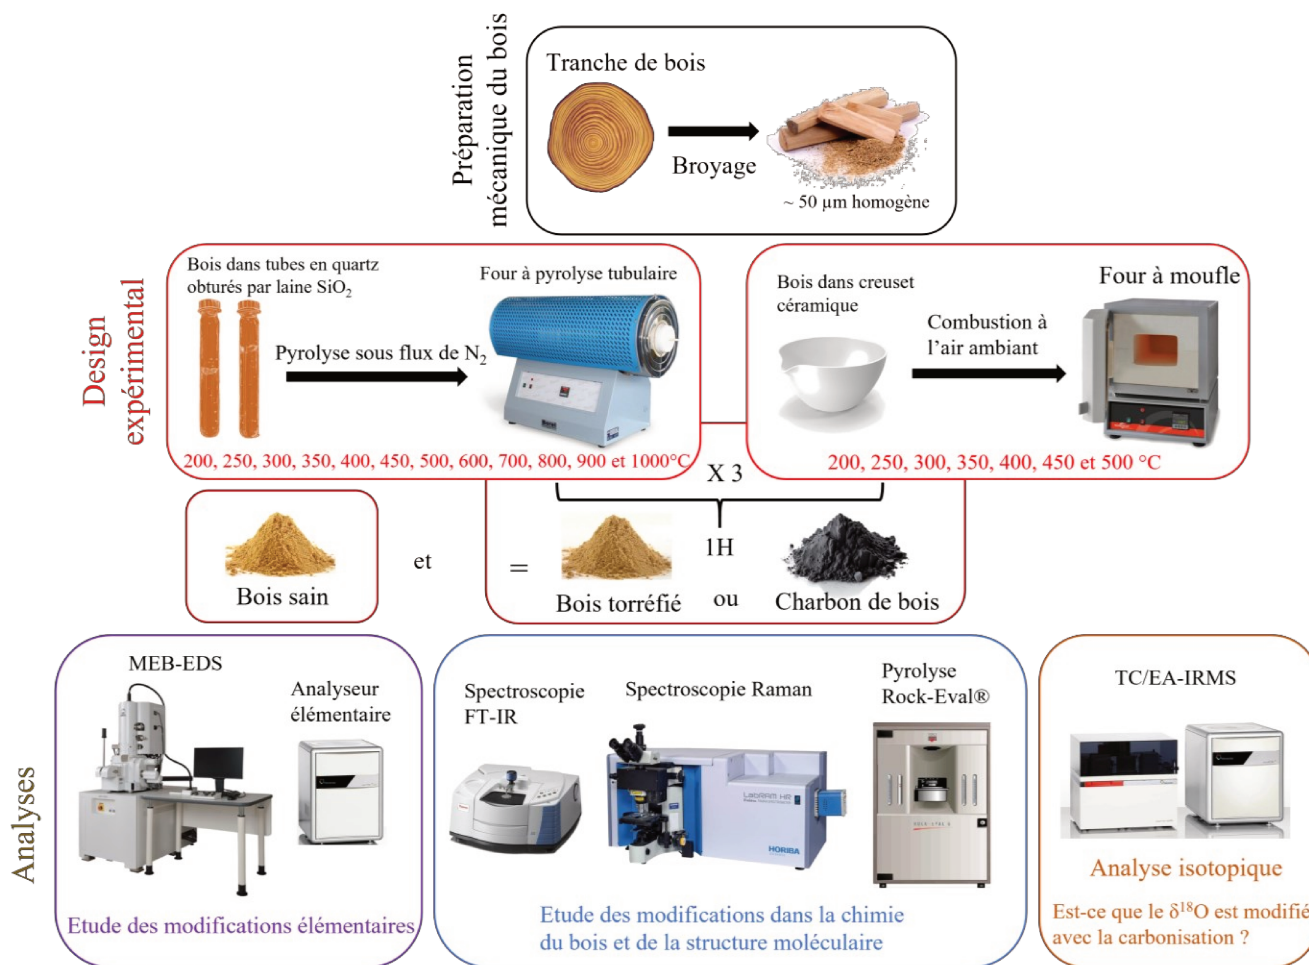 Préparation
mécanique du bois
Tranche de bois
Broyage
~ 50 µm homogène
Design
expérimental
Bois dans tubes en quartz
obturés par laine SiO₂
Four à pyrolyse tubulaire
Pyrolyse sous flux de N₂
200, 250, 300, 350, 400, 450, 500, 600, 700, 800, 900 et 1000°C
Bois dans creuset
céramique
Four à moufle
Combustion à
l'air ambiant
200, 250, 300, 350, 400, 450 et 500 °C
X 3
1H
Bois sain
et
=
Bois torréfié
ou
Charbon de bois
Analyses
MEB-EDS
Analyseur
élémentaire
Etude des modifications élémentaires
Spectroscopie
FT-IR
Spectroscopie Raman
LabRAM HR
HORIBA
Pyrolyse
Rock-Eval®
Etude des modifications dans la chimie
du bois et de la structure moléculaire
TC/EA-IRMS
Analyse isotopique
Est-ce que le δ¹⁸O est modifié
avec la carbonisation ?